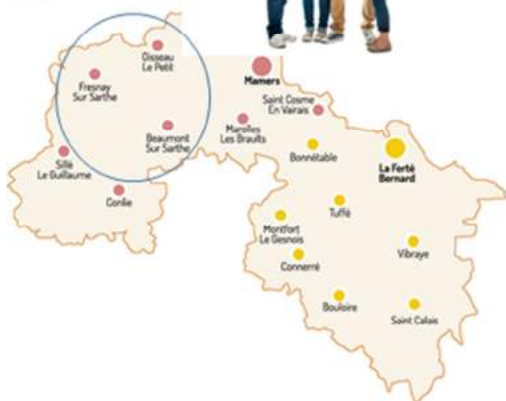 Oisseau
Le Petit
Fresnay
Sur Sarthe
Mamers
Saint Cosme
En Vairais
Beaumont
Sur Sarthe
Marolles
Les Braults
Bonnétable
La Ferté
Bernard
Sillé
Le Guillaume
Conlie
Tuffé
Montfort
Le Gesnois
Connerré
Vibraye
Bouloire
Saint Calais